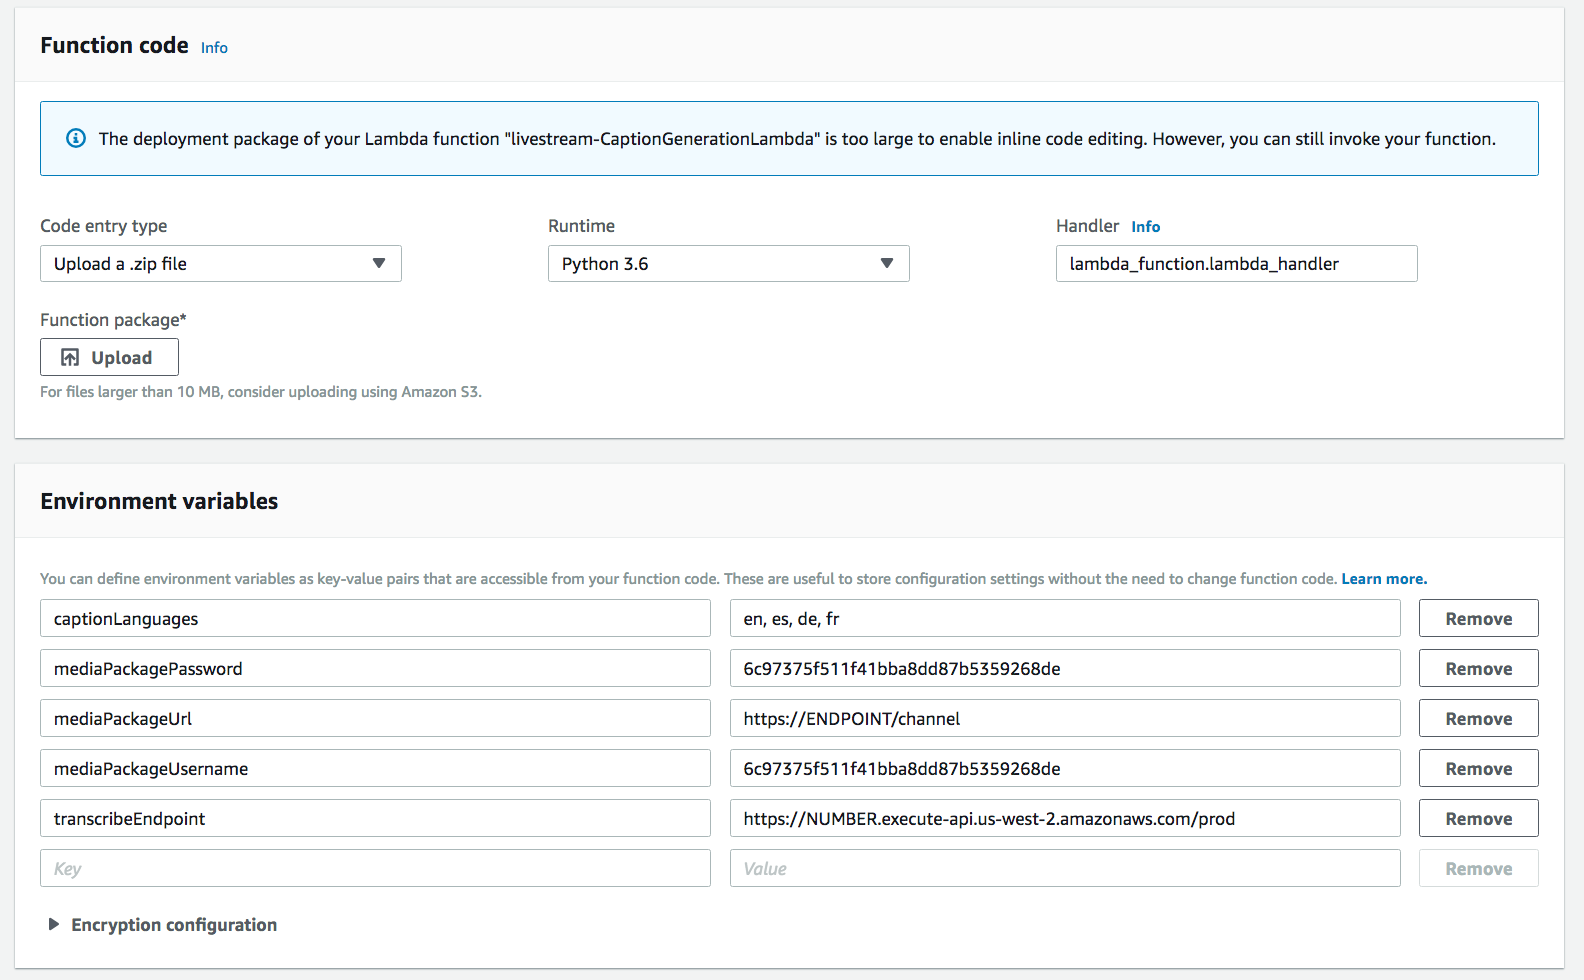 Function code Info
The deployment package of your Lambda function "livestream-CaptionGenerationLambda" is too large to enable inline code editing. However, you can still invoke your function.
Code entry type
Runtime
Handler Info
Upload a .zip file
Python 3.6
lambda_function.lambda_handler
Function package*
Upload
For files larger than 10 MB, consider uploading using Amazon S3.
Environment variables
You can define environment variables as key-value pairs that are accessible from your function code. These are useful to store configuration settings without the need to change function code. Learn more.
captionLanguages
en, es, de, fr
Remove
mediaPackagePassword
6c97375f511f41bba8dd87b5359268de
Remove
mediaPackageUrl
https://ENDPOINT/channel
Remove
mediaPackageUsername
6c97375f511f41bba8dd87b5359268de
Remove
transcribeEndpoint
https://NUMBER.execute-api.us-west-2.amazonaws.com/prod
Remove
Key
Value
Remove
Encryption configuration